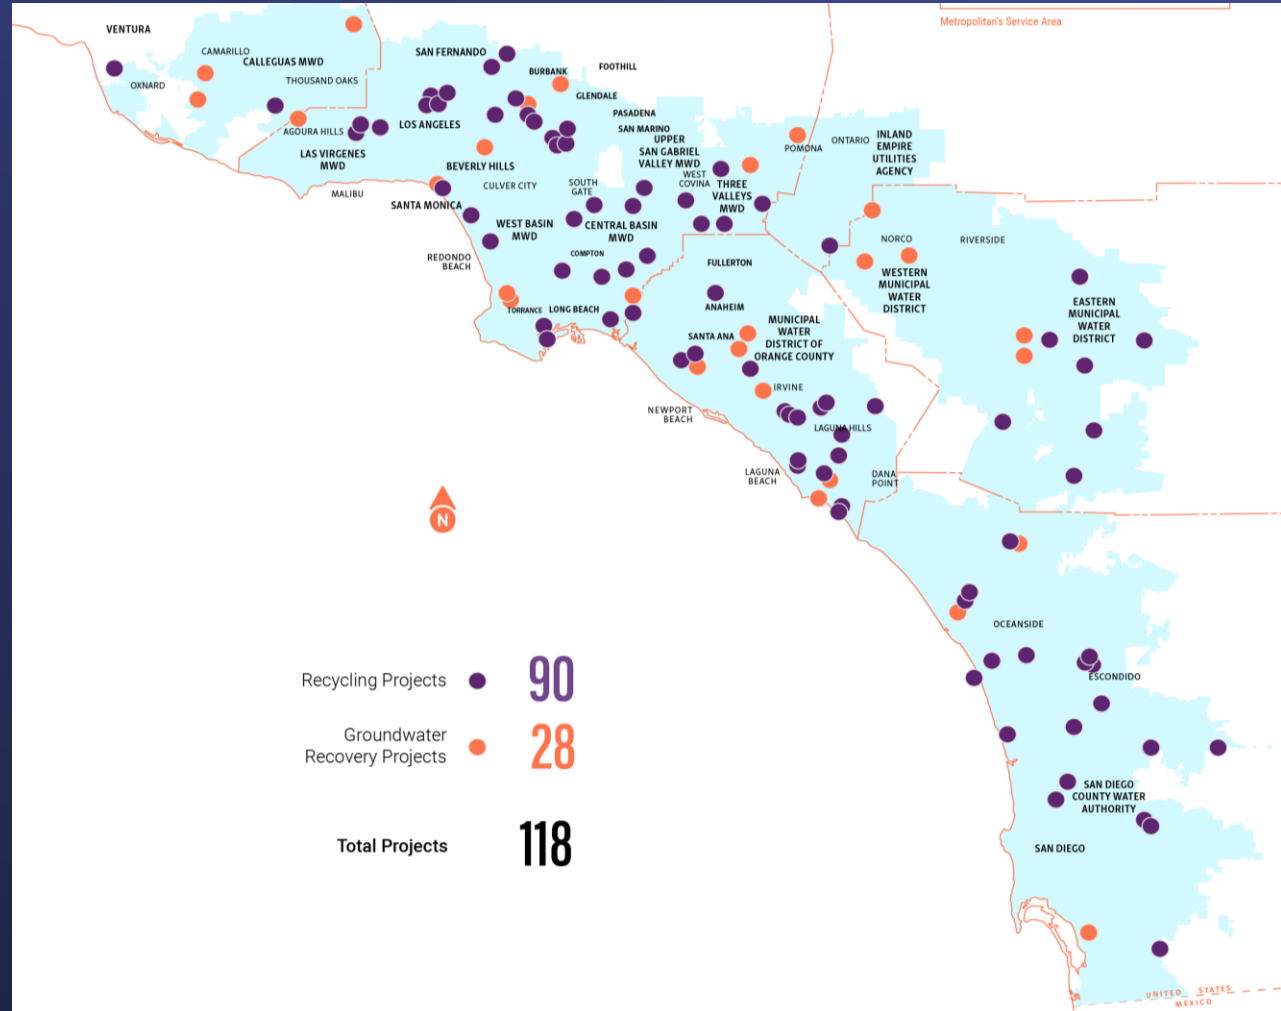 Metropolitan's Service Area
VENTURA
CAMARILLO
CALLEGUAS MWD
OXNARD
THOUSAND OAKS
AGOURA HILLS
LAS VIRGENES
MWD
MALIBU
SAN FERNANDO
BURBANK
FOOTHILL
GLENDALE
LOS ANGELES
PASADENA
SAN MARINO
UPPER
SAN GABRIEL
VALLEY MWD
BEVERLY HILLS
CULVER CITY
SANTA MONICA
SOUTH
GATE
WEST
COVINA
THREE
VALLEYS
MWD
POMONA
ONTARIO
INLAND
EMPIRE
UTILITIES
AGENCY
WEST BASIN
MWD
CENTRAL BASIN
MWD
REDONDO
BEACH
COMPTON
TORRANCE
LONG BEACH
FULLERTON
ANAHEIM
SANTA ANA
MUNICIPAL
WATER
DISTRICT OF
ORANGE COUNTY
NORCO
RIVERSIDE
WESTERN
MUNICIPAL
WATER
DISTRICT
EASTERN
MUNICIPAL
WATER
DISTRICT
IRVINE
NEWPORT
BEACH
LAGUNA HILLS
LAGUNA
BEACH
DANA
POINT
N
OCEANSIDE
ESCONDIDO
SAN DIEGO
COUNTY WATER
AUTHORITY
SAN DIEGO
UNITED STATES
MEXICO
Recycling Projects 90
Groundwater
Recovery Projects 28
Total Projects 118